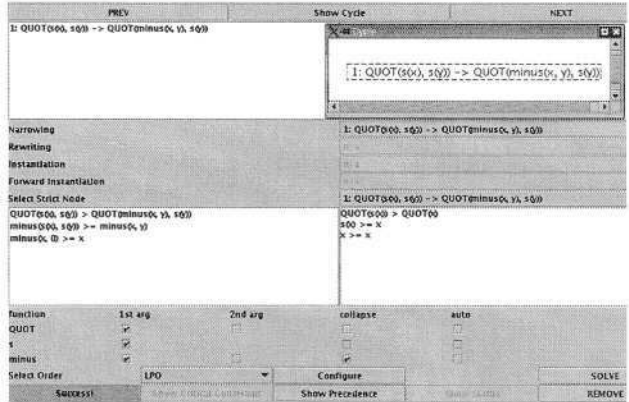 PREV Show Cycle NEXT
1: QUOT(s(x), s(y)) -> QUOT(minus(x, y), s(y))
1: QUOT(s(x), s(y)) -> QUOT(minus(x, y), s(y))
Narrowing 1: QUOT(s(x), s(y)) -> QUOT(minus(x, y), s(y))
Rewriting
Instantiation
Forward Instantiation
Select Strict Node 1: QUOT(s(x), s(y)) -> QUOT(minus(x, y), s(y))
QUOT(s(x), s(y)) > QUOT(minus(x, y), s(y))
minus(s(x), s(y)) >= minus(x, y)
minus(x, 0) >= x
QUOT(s(x)) > QUOT(x)
s(x) >= x
x >= x
function 1st arg 2nd arg collapse auto
QUOT
s
minus
Select Order LPO Configure SOLVE
Success! Show Precedence REMOVE